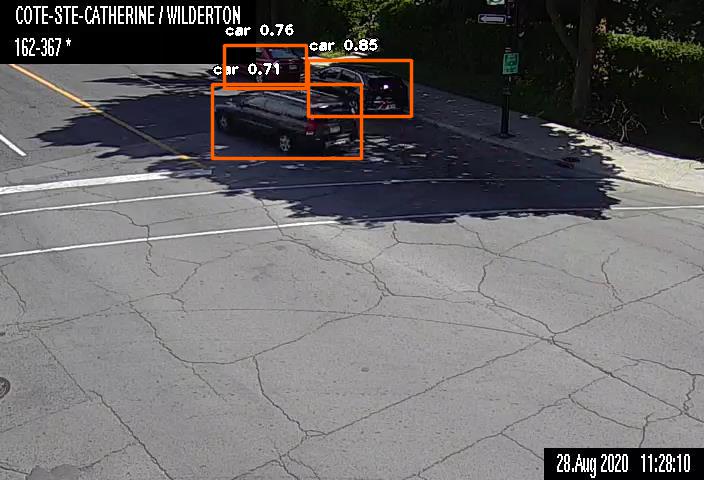 COTE-STE-CATHERINE / WILDERTON
162-367 *
car 0.76
car 0.85
car 0.71
28.Aug 2020 11:28:10